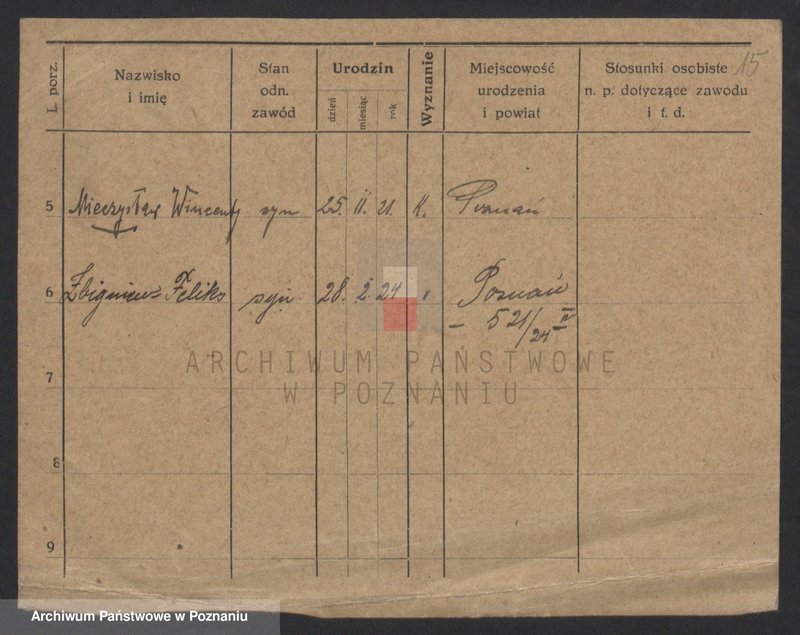 15
L. porz.
Nazwisko
i imię
Stan
odn.
zawód
Urodzin
dzień
miesiąc
rok
Wyznanie
Miejscowość
urodzenia
i powiat
Stosunki osobiste
n. p. dotyczące zawodu
i t. d.
5 Mieczysław Wincenty syn 25. II. 21. K. Poznań
6 Zbigniew Feliks syn 28. 2. 24 " Poznań
– 521/24 IV
7
8
9
ARCHIWUM PAŃSTWOWE
W POZNANIU
Archiwum Państwowe w Poznaniu